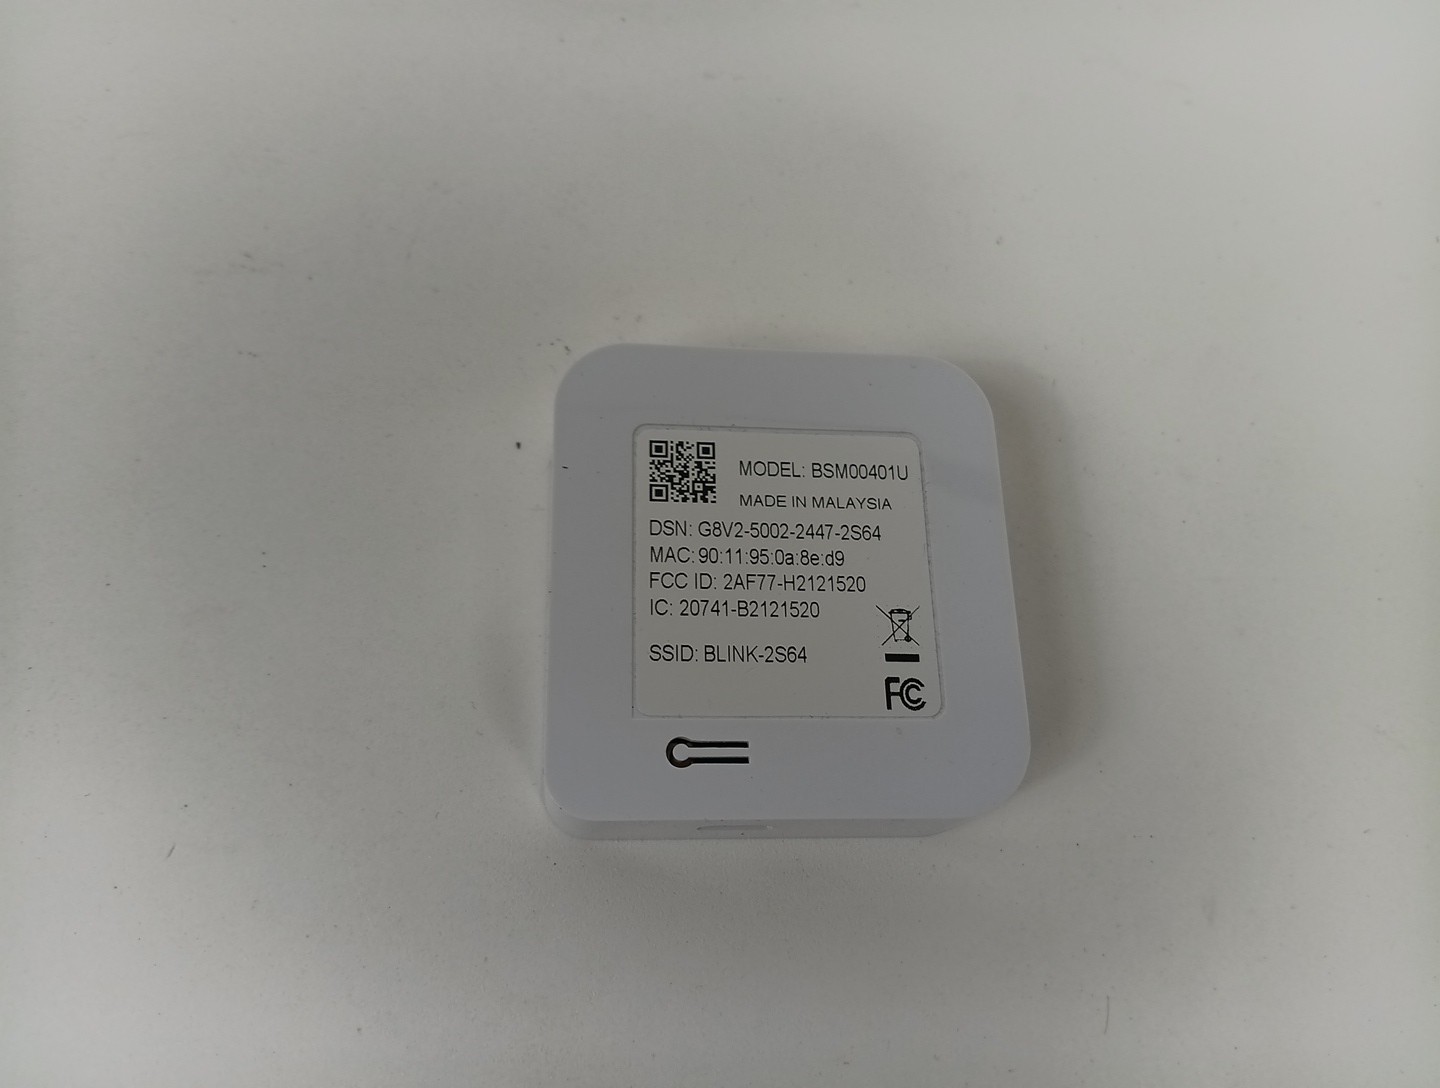 MODEL: BSM00401U
MADE IN MALAYSIA
DSN: G8V2-5002-2447-2S64
MAC: 90:11:95:0a:8e:d9
FCC ID: 2AF77-H2121520
IC: 20741-B2121520
SSID: BLINK-2S64
FC